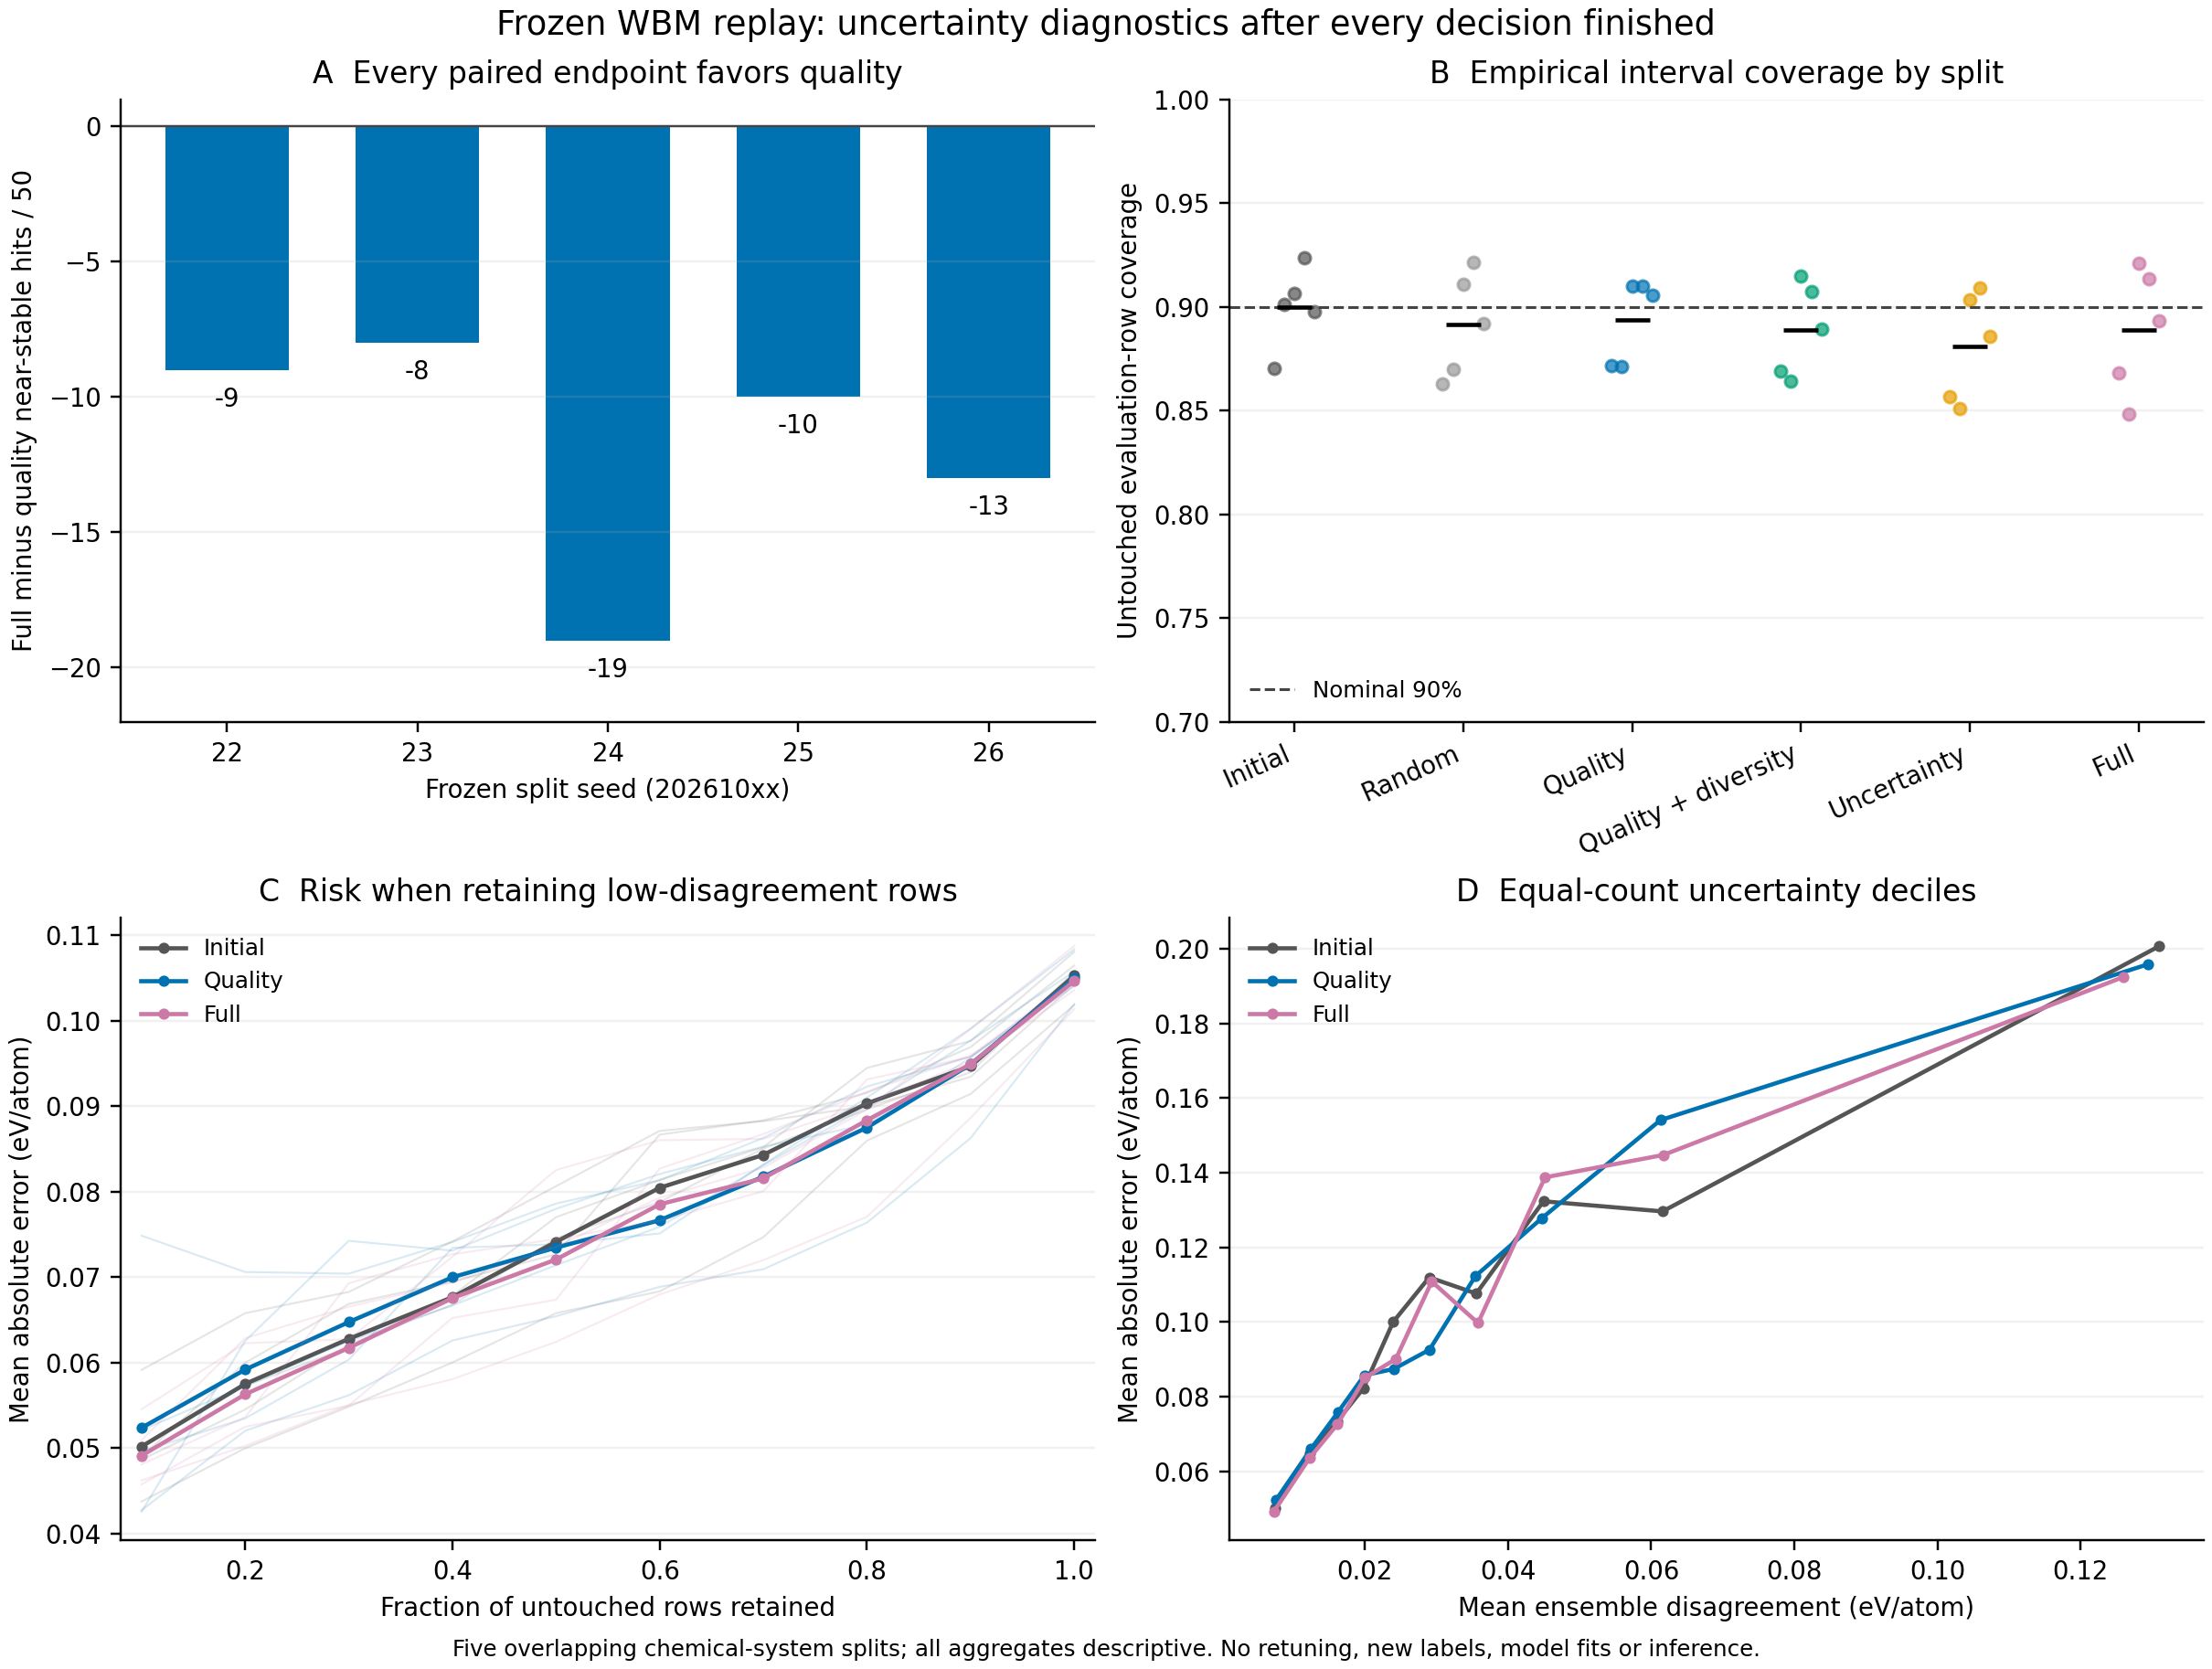 Frozen WBM replay: uncertainty diagnostics after every decision finished
A  Every paired endpoint favors quality
Full minus quality near-stable hits / 50
0
−5
−10
−15
−20
-9
-8
-19
-10
-13
22
23
24
25
26
Frozen split seed (202610xx)
B  Empirical interval coverage by split
Untouched evaluation-row coverage
1.00
0.95
0.90
0.85
0.80
0.75
0.70
Nominal 90%
Initial
Random
Quality
Quality + diversity
Uncertainty
Full
C  Risk when retaining low-disagreement rows
Mean absolute error (eV/atom)
0.11
0.10
0.09
0.08
0.07
0.06
0.05
0.04
Initial
Quality
Full
0.2
0.4
0.6
0.8
1.0
Fraction of untouched rows retained
D  Equal-count uncertainty deciles
Mean absolute error (eV/atom)
0.20
0.18
0.16
0.14
0.12
0.10
0.08
0.06
Initial
Quality
Full
0.02
0.04
0.06
0.08
0.10
0.12
Mean ensemble disagreement (eV/atom)
Five overlapping chemical-system splits; all aggregates descriptive. No retuning, new labels, model fits or inference.